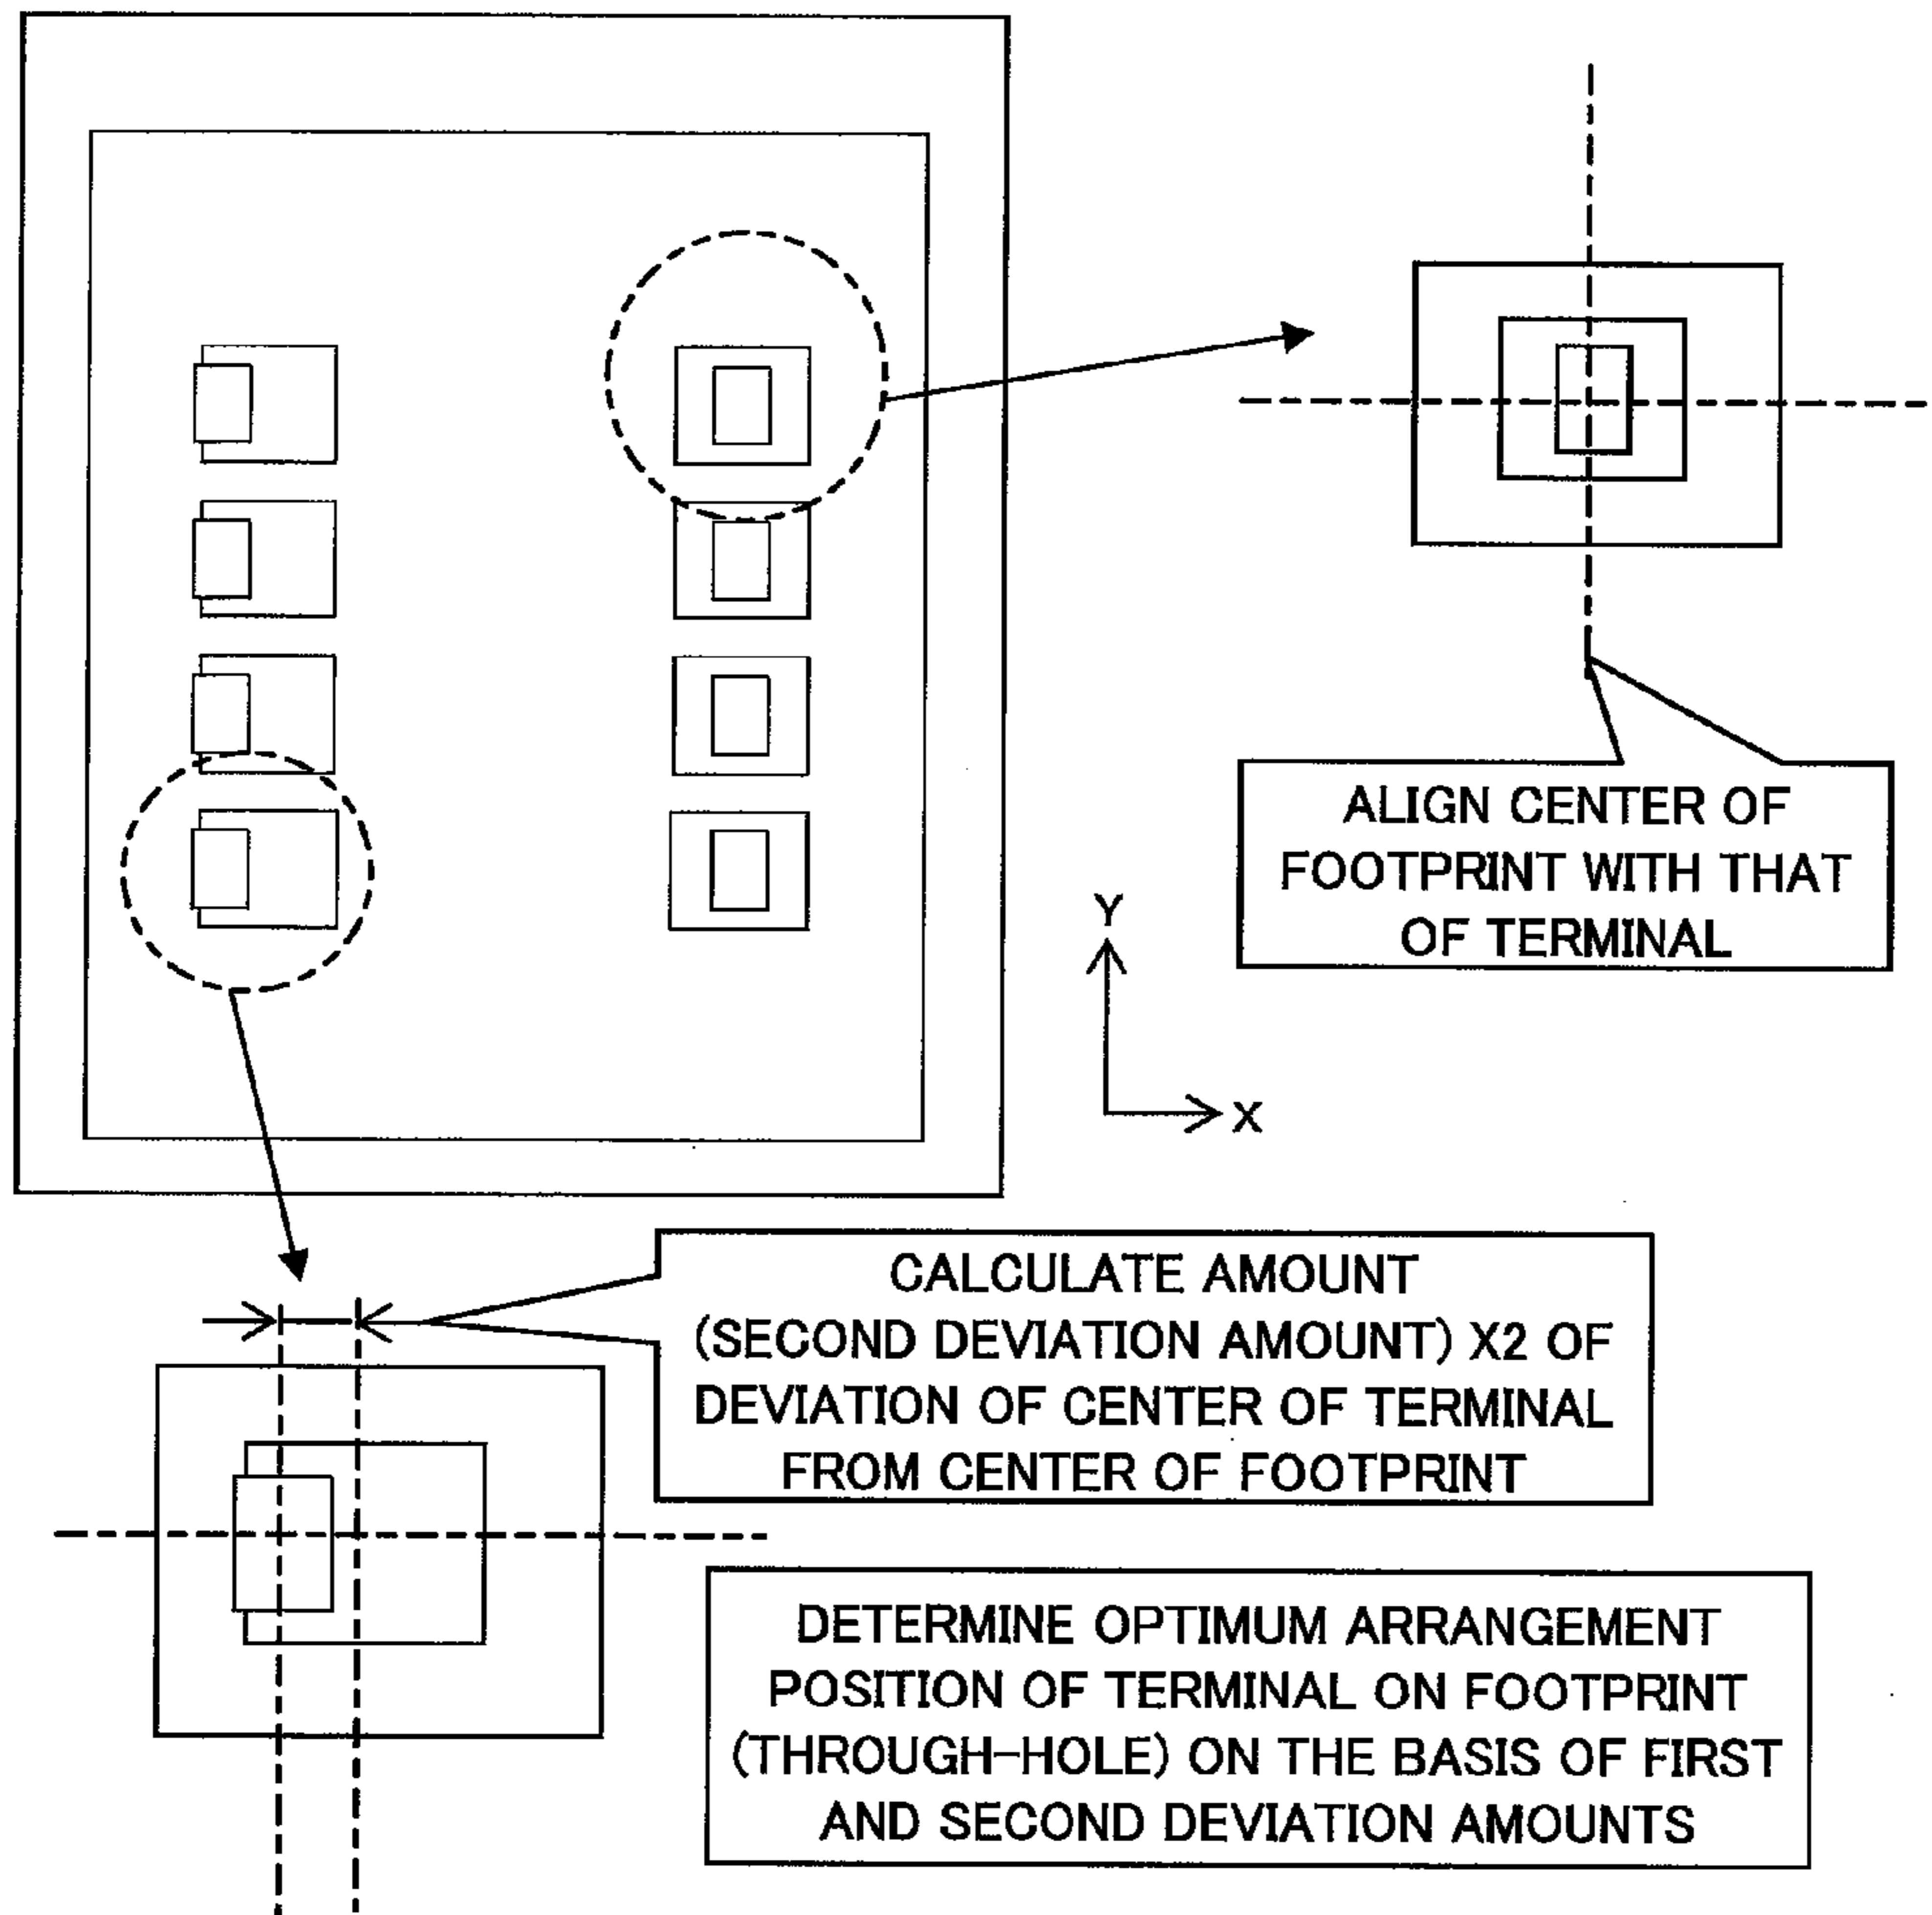 ALIGN CENTER OF
FOOTPRINT WITH THAT
OF TERMINAL
Y
X
CALCULATE AMOUNT
(SECOND DEVIATION AMOUNT) X2 OF
DEVIATION OF CENTER OF TERMINAL
FROM CENTER OF FOOTPRINT
DETERMINE OPTIMUM ARRANGEMENT
POSITION OF TERMINAL ON FOOTPRINT
(THROUGH-HOLE) ON THE BASIS OF FIRST
AND SECOND DEVIATION AMOUNTS